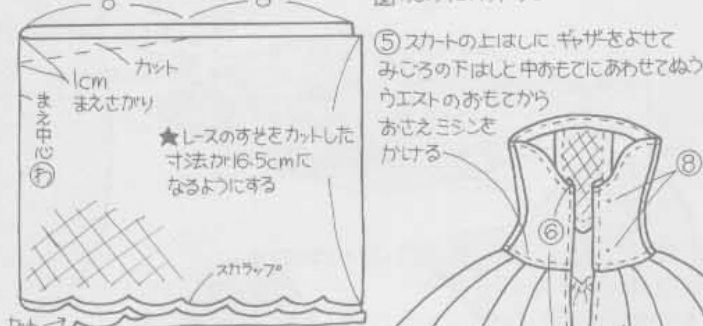 カット
1cm
まえさがり
まえ中心わ
★レースのすそをカットした
寸法が16.5cmに
なるようにする
スカラップ
カット
⑤スカートの上はしにギャザーをよせて
みごろの下はしと中おもてにあわせてぬう
ウエストのおもてから
おさえミシンを
かける
⑥
⑧